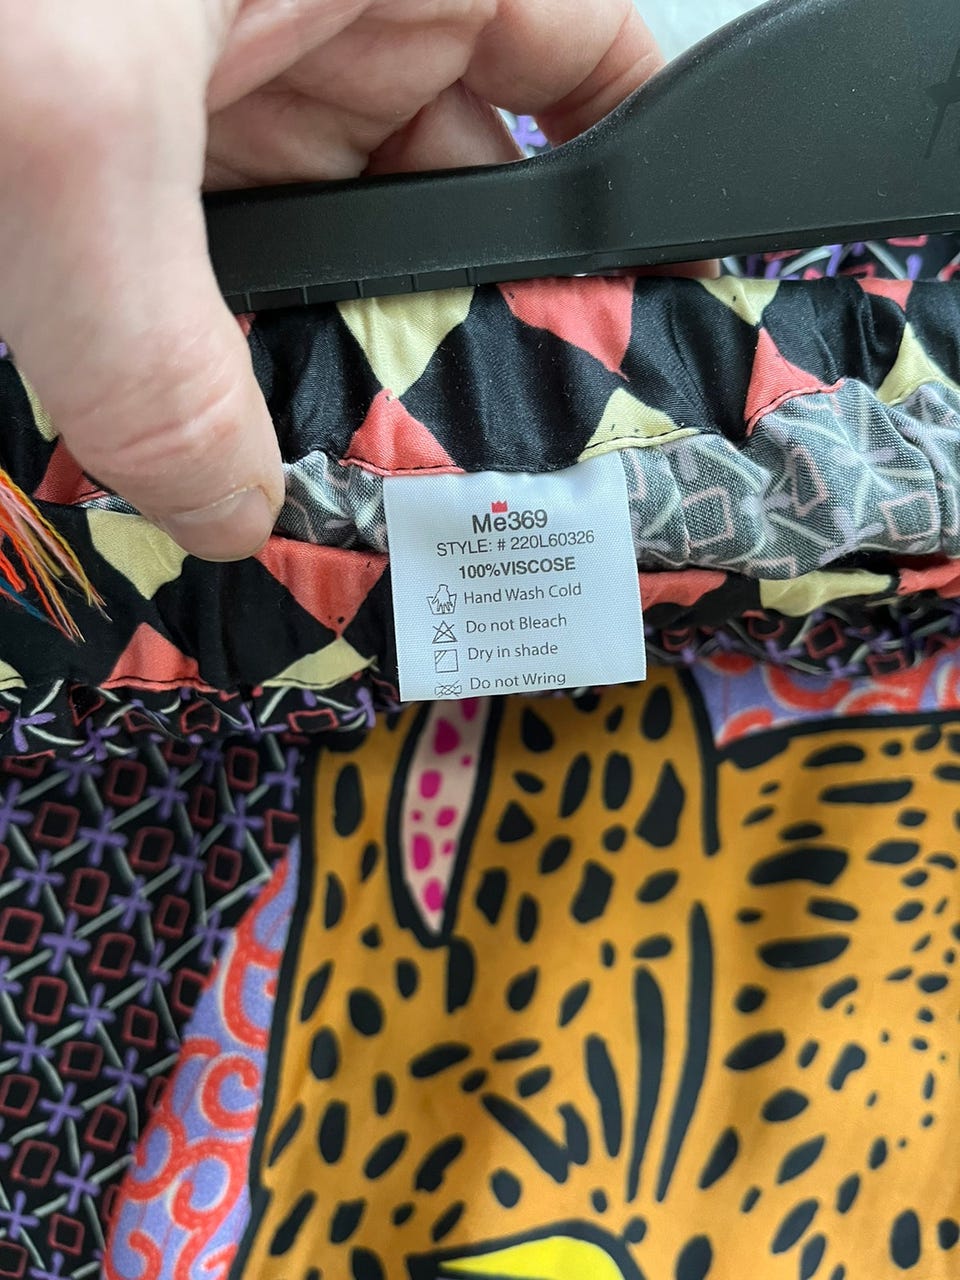 Me369
STYLE: # 220L60326
100%VISCOSE
Hand Wash Cold
Do not Bleach
Dry in shade
Do not Wring